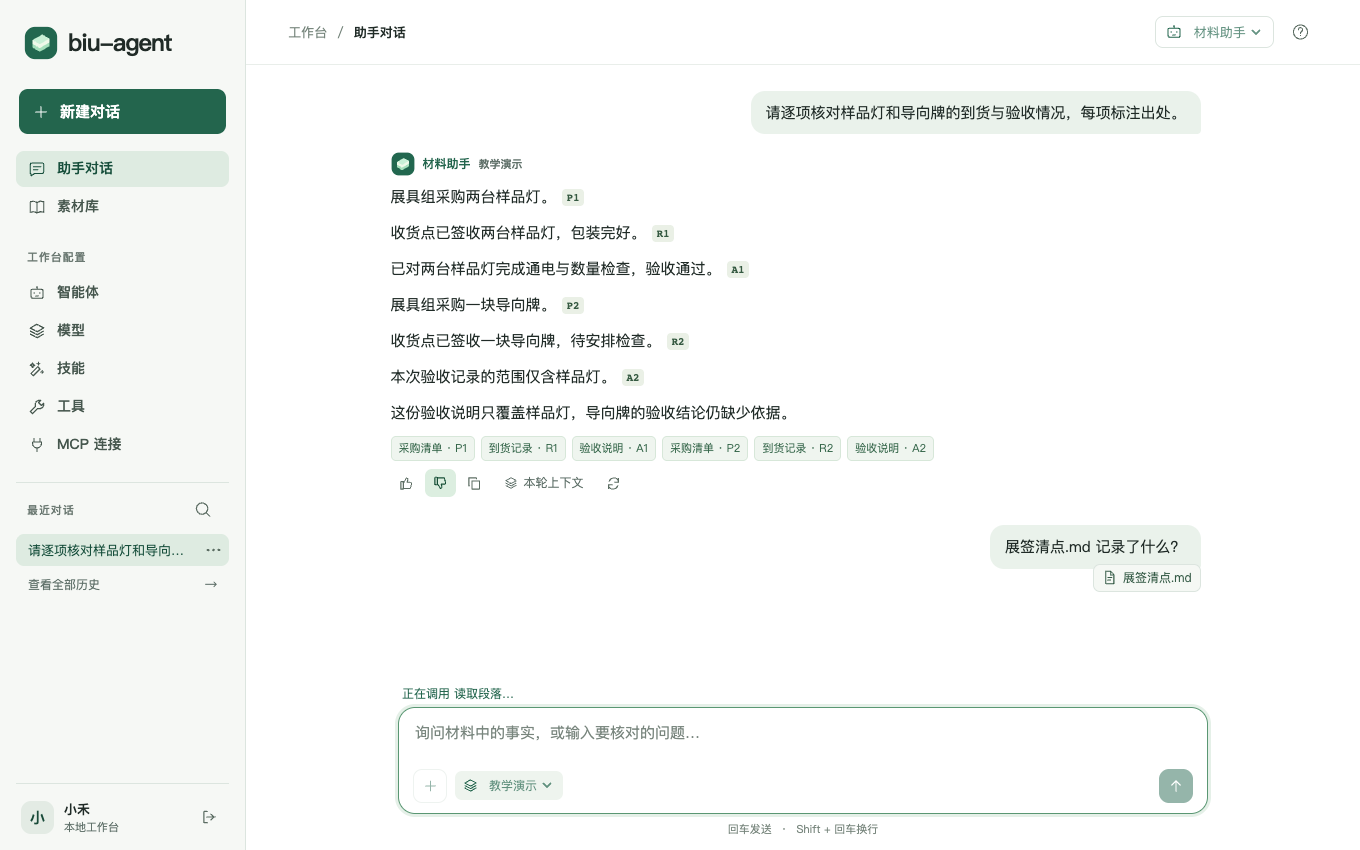 biu-agent
新建对话
助手对话
素材库
工作台配置
智能体
模型
技能
工具
MCP 连接
最近对话
请逐项核对样品灯和导向...
查看全部历史
小
小禾
本地工作台
工作台 / 助手对话
材料助手
请逐项核对样品灯和导向牌的到货与验收情况，每项标注出处。
材料助手 教学演示
展具组采购两台样品灯。 P1
收货点已签收两台样品灯，包装完好。 R1
已对两台样品灯完成通电与数量检查，验收通过。 A1
展具组采购一块导向牌。 P2
收货点已签收一块导向牌，待安排检查。 R2
本次验收记录的范围仅含样品灯。 A2
这份验收说明只覆盖样品灯，导向牌的验收结论仍缺少依据。
采购清单 · P1 到货记录 · R1 验收说明 · A1 采购清单 · P2 到货记录 · R2 验收说明 · A2
本轮上下文
展签清点.md 记录了什么？
展签清点.md
正在调用 读取段落...
询问材料中的事实，或输入要核对的问题...
教学演示
回车发送 · Shift + 回车换行